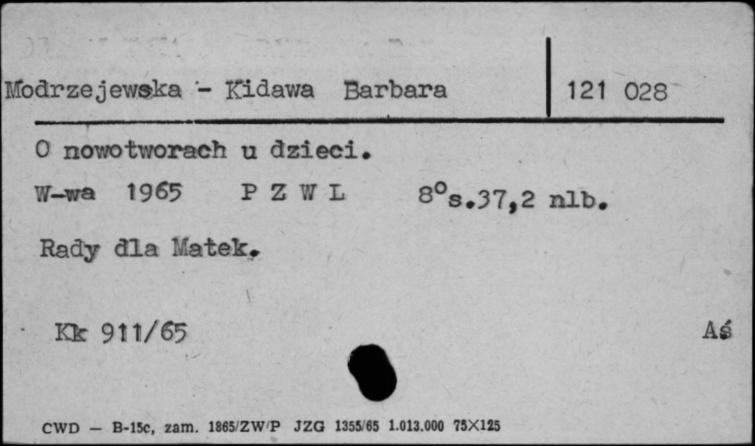 Modrzejewska - Kidawa Barbara 121 028
O nowotworach u dzieci.
W-wa 1965 P Z W L 8°s.37,2 nlb.
Rady dla Matek.
Kk 911/65 Aś
CWD — B-15c, zam. 1865/ZW/P JZG 1355/65 1.013.000 75X125